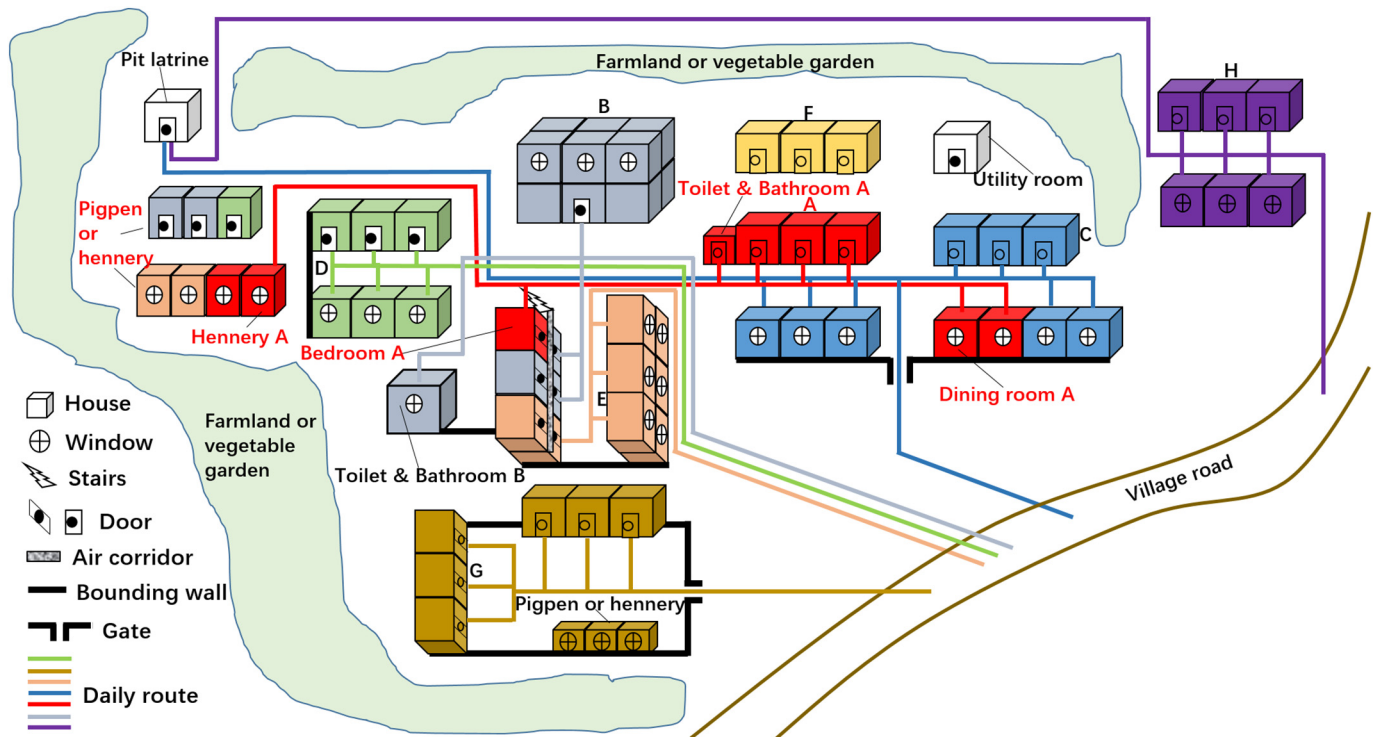 Pit latrine
Farmland or vegetable garden
H
B
F
Utility room
Toilet & Bathroom A
A
Pigpen
or
hennery
C
D
Hennery A
Bedroom A
E
Dining room A
House
Window
Stairs
Door
Air corridor
Bounding wall
Gate
Daily route
Farmland or
vegetable
garden
Toilet & Bathroom B
Village road
G
Pigpen or hennery